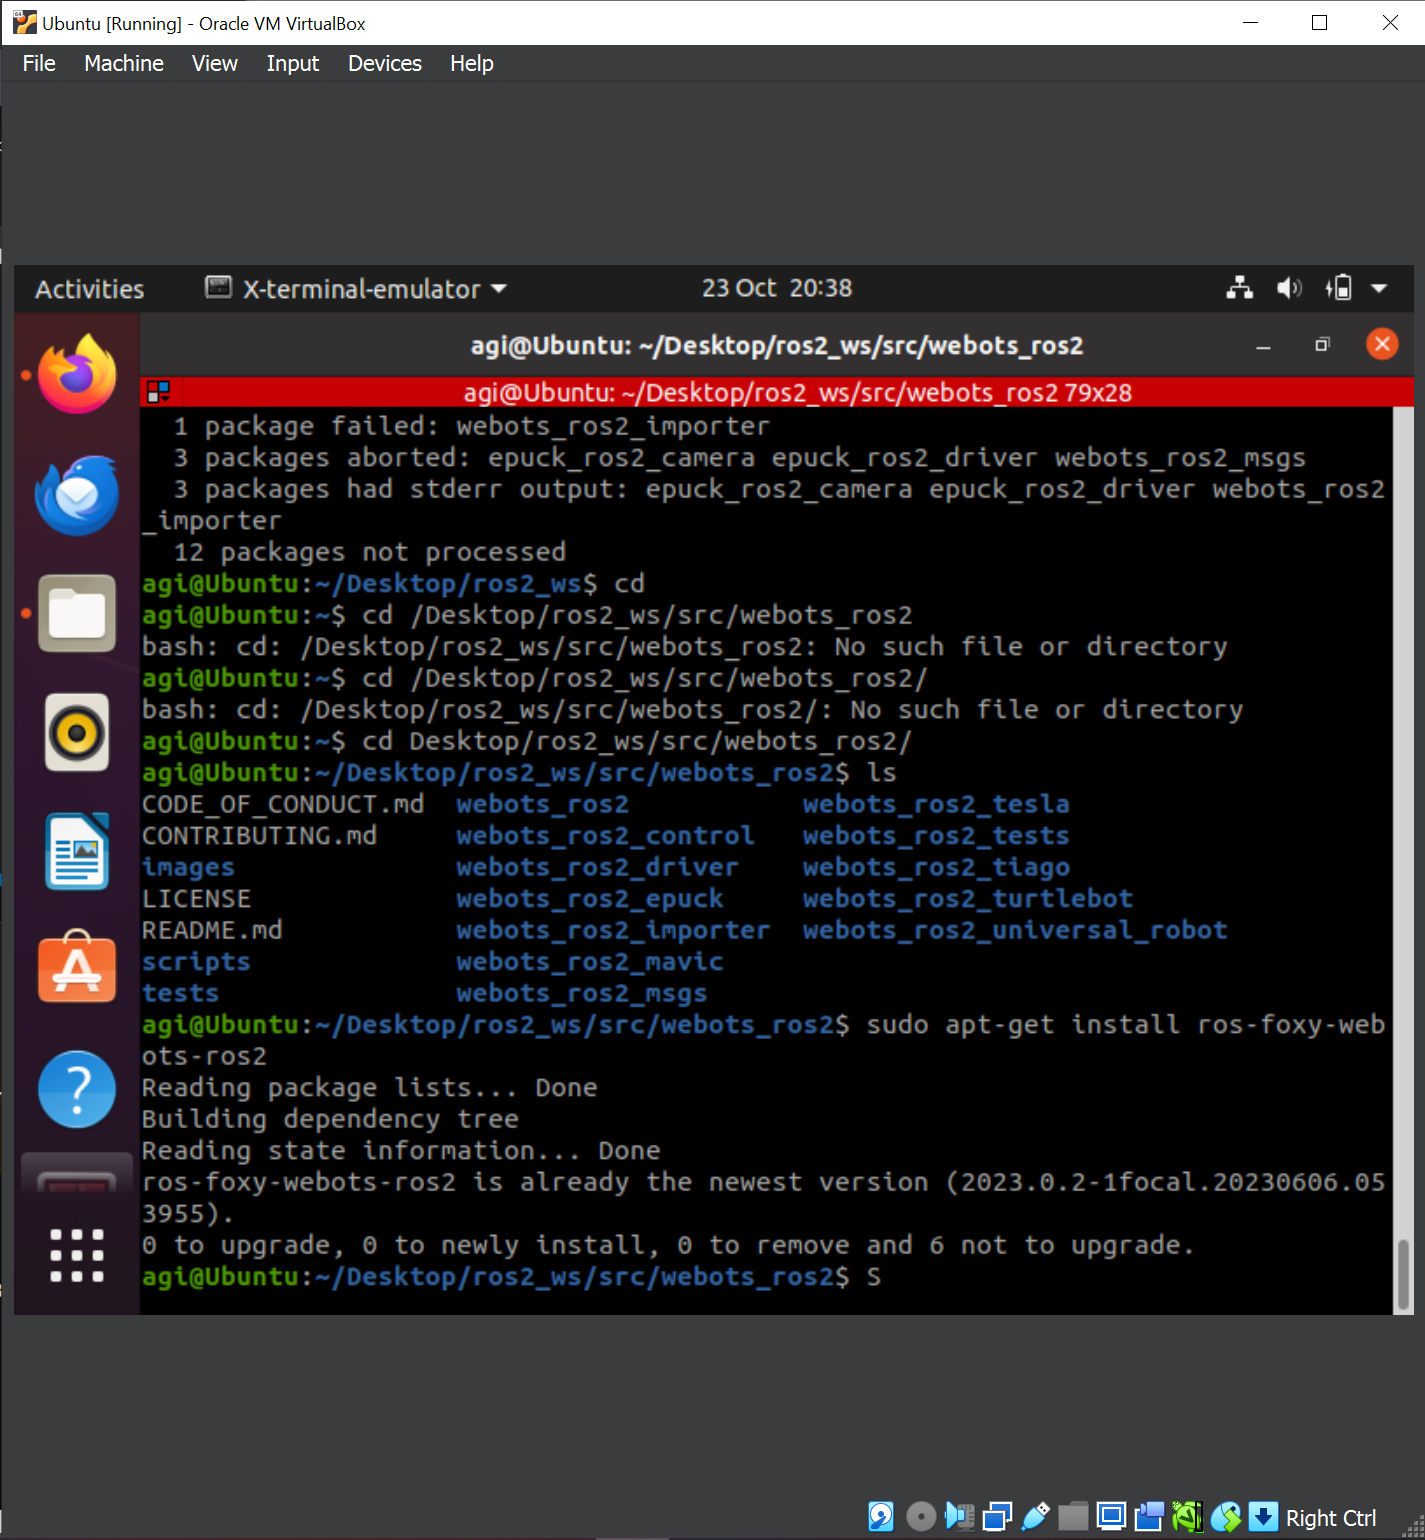 Ubuntu [Running] - Oracle VM VirtualBox
File Machine View Input Devices Help
Activities X-terminal-emulator 23 Oct 20:38
agi@Ubuntu: ~/Desktop/ros2_ws/src/webots_ros2
agi@Ubuntu: ~/Desktop/ros2_ws/src/webots_ros2 79x28
1 package failed: webots_ros2_importer
3 packages aborted: epuck_ros2_camera epuck_ros2_driver webots_ros2_msgs
3 packages had stderr output: epuck_ros2_camera epuck_ros2_driver webots_ros2
_importer
12 packages not processed
agi@Ubuntu:~/Desktop/ros2_ws$ cd
agi@Ubuntu:~$ cd /Desktop/ros2_ws/src/webots_ros2
bash: cd: /Desktop/ros2_ws/src/webots_ros2: No such file or directory
agi@Ubuntu:~$ cd /Desktop/ros2_ws/src/webots_ros2/
bash: cd: /Desktop/ros2_ws/src/webots_ros2/: No such file or directory
agi@Ubuntu:~$ cd Desktop/ros2_ws/src/webots_ros2/
agi@Ubuntu:~/Desktop/ros2_ws/src/webots_ros2$ ls
CODE_OF_CONDUCT.md webots_ros2 webots_ros2_tesla
CONTRIBUTING.md webots_ros2_control webots_ros2_tests
images webots_ros2_driver webots_ros2_tiago
LICENSE webots_ros2_epuck webots_ros2_turtlebot
README.md webots_ros2_importer webots_ros2_universal_robot
scripts webots_ros2_mavic
tests webots_ros2_msgs
agi@Ubuntu:~/Desktop/ros2_ws/src/webots_ros2$ sudo apt-get install ros-foxy-web
ots-ros2
Reading package lists... Done
Building dependency tree
Reading state information... Done
ros-foxy-webots-ros2 is already the newest version (2023.0.2-1focal.20230606.05
3955).
0 to upgrade, 0 to newly install, 0 to remove and 6 not to upgrade.
agi@Ubuntu:~/Desktop/ros2_ws/src/webots_ros2$ S
Right Ctrl